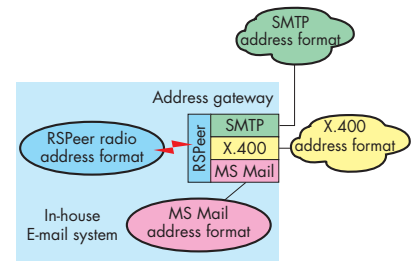 SMTP
address format
Address gateway
RSPeer
SMTP
X.400
MS Mail
RSPeer radio
address format
X.400
address format
In-house
E-mail system
MS Mail
address format